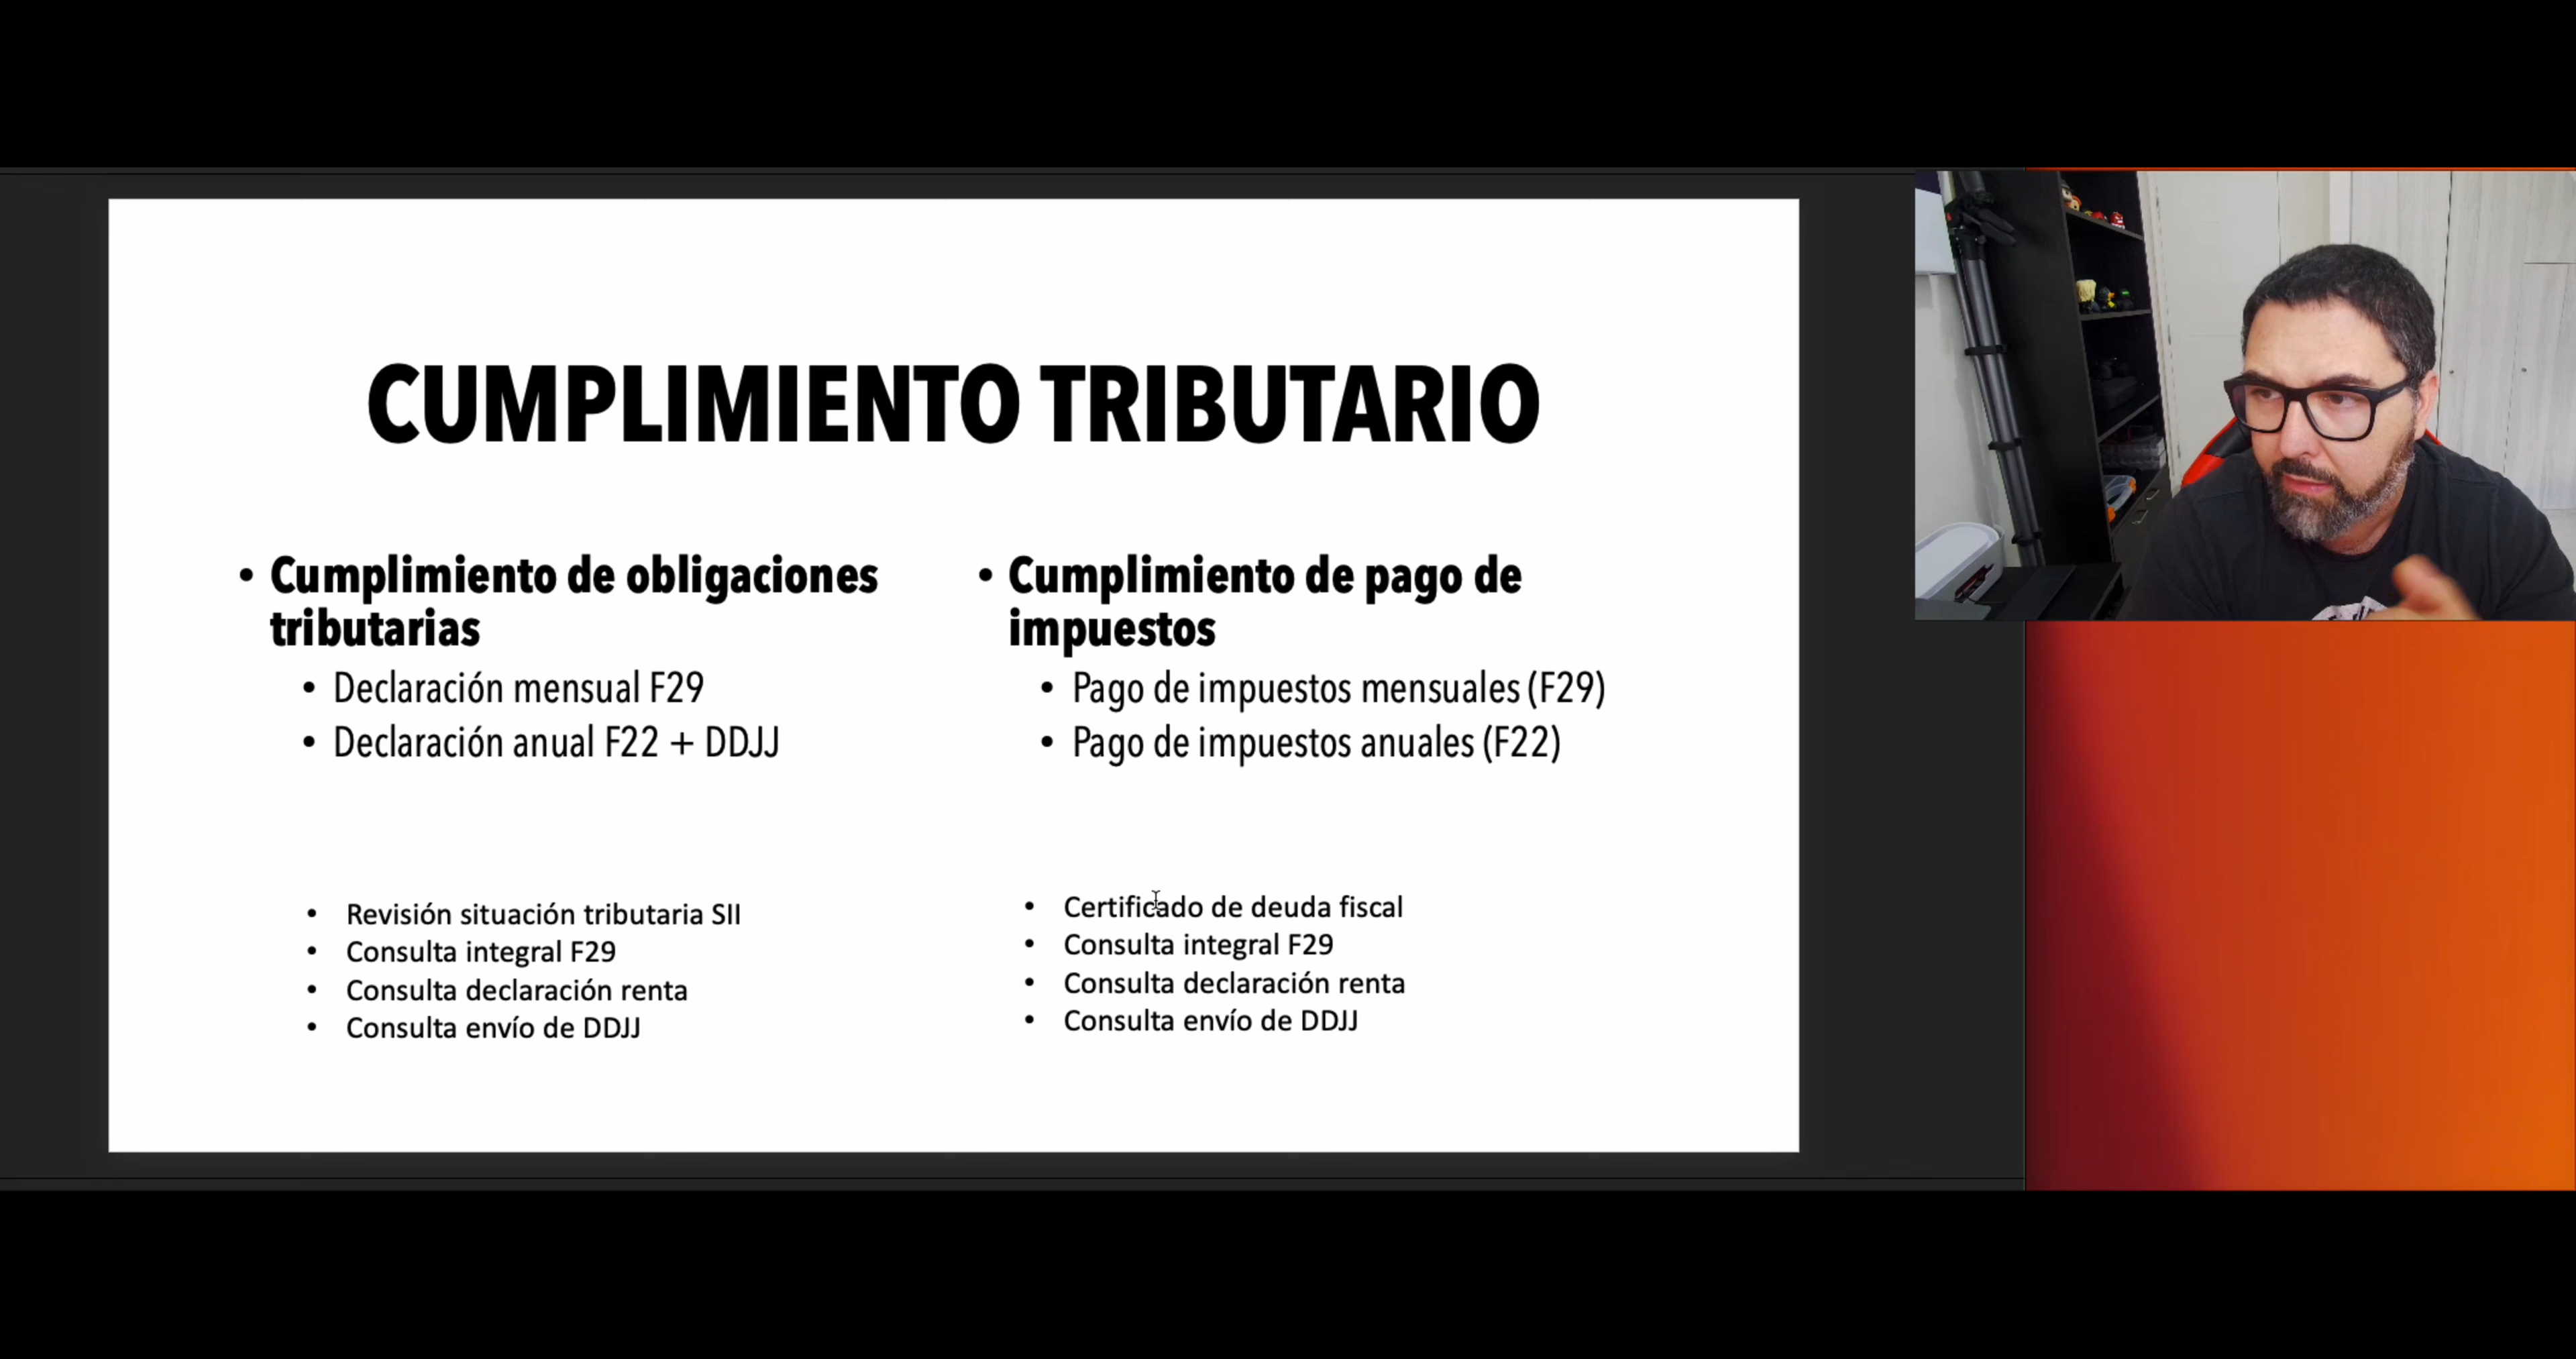 CUMPLIMIENTO TRIBUTARIO
• Cumplimiento de obligaciones
tributarias
• Declaración mensual F29
• Declaración anual F22 + DDJJ
• Revisión situación tributaria SII
• Consulta integral F29
• Consulta declaración renta
• Consulta envío de DDJJ
• Cumplimiento de pago de
impuestos
• Pago de impuestos mensuales (F29)
• Pago de impuestos anuales (F22)
• Certificado de deuda fiscal
• Consulta integral F29
• Consulta declaración renta
• Consulta envío de DDJJ